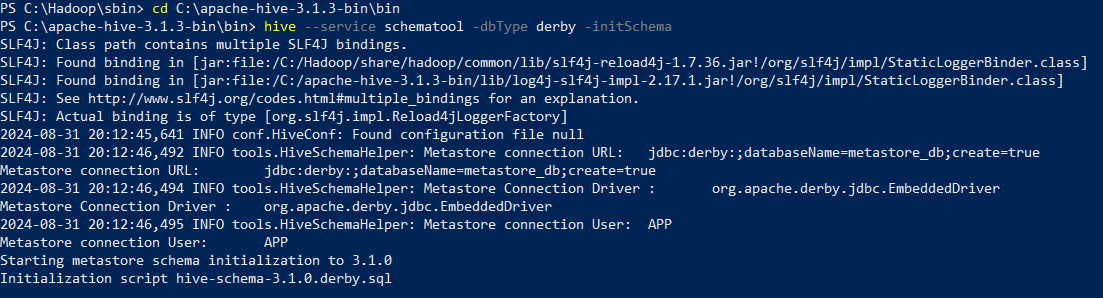 PS C:\Hadoop\sbin> cd C:\apache-hive-3.1.3-bin\bin
PS C:\apache-hive-3.1.3-bin\bin> hive --service schematool -dbType derby -initSchema
SLF4J: Class path contains multiple SLF4J bindings.
SLF4J: Found binding in [jar:file:/C:/Hadoop/share/hadoop/common/lib/slf4j-reload4j-1.7.36.jar!/org/slf4j/impl/StaticLoggerBinder.class]
SLF4J: Found binding in [jar:file:/C:/apache-hive-3.1.3-bin/lib/log4j-slf4j-impl-2.17.1.jar!/org/slf4j/impl/StaticLoggerBinder.class]
SLF4J: See http://www.slf4j.org/codes.html#multiple_bindings for an explanation.
SLF4J: Actual binding is of type [org.slf4j.impl.Reload4jLoggerFactory]
2024-08-31 20:12:45,641 INFO conf.HiveConf: Found configuration file null
2024-08-31 20:12:46,492 INFO tools.HiveSchemaHelper: Metastore connection URL:   jdbc:derby:;databaseName=metastore_db;create=true
Metastore connection URL:        jdbc:derby:;databaseName=metastore_db;create=true
2024-08-31 20:12:46,494 INFO tools.HiveSchemaHelper: Metastore Connection Driver :       org.apache.derby.jdbc.EmbeddedDriver
Metastore Connection Driver :    org.apache.derby.jdbc.EmbeddedDriver
2024-08-31 20:12:46,495 INFO tools.HiveSchemaHelper: Metastore connection User:  APP
Metastore connection User:       APP
Starting metastore schema initialization to 3.1.0
Initialization script hive-schema-3.1.0.derby.sql